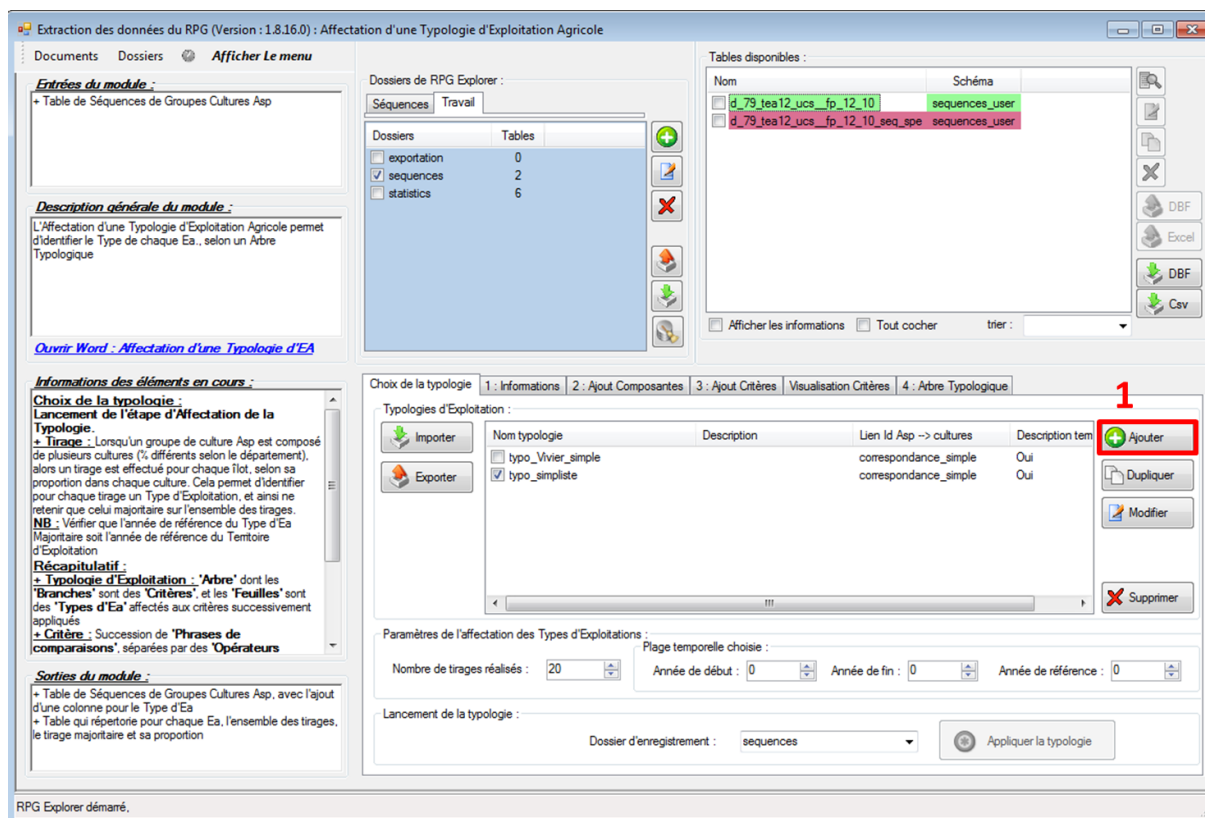 Extraction des données du RPG (Version : 1.8.16.0) : Affectation d'une Typologie d'Exploitation Agricole
Documents Dossiers Afficher Le menu
Entrées du module :
+ Table de Séquences de Groupes Cultures Asp
Description générale du module :
L'Affectation d'une Typologie d'Exploitation Agricole permet
d'identifier le Type de chaque Ea., selon un Arbre
Typologique
Ouvrir Word : Affectation d'une Typologie d'EA
Dossiers de RPG Explorer :
Séquences Travail
Dossiers Tables
exportation 0
sequences 2
statistics 6
Tables disponibles :
Nom Schéma
d_79_tea12_ucs__fp_12_10 sequences_user
d_79_tea12_ucs__fp_12_10_seq_spe sequences_user
DBF
Excel
DBF
Csv
Afficher les informations Tout cocher trier :
Informations des éléments en cours :
Choix de la typologie :
Lancement de l'étape d'Affectation de la
Typologie.
+ Tirage : Lorsqu'un groupe de culture Asp est composé
de plusieurs cultures (% différents selon le département),
alors un tirage est effectué pour chaque îlot, selon sa
proportion dans chaque culture. Cela permet d'identifier
pour chaque tirage un Type d'Exploitation, et ainsi ne
retenir que celui majoritaire sur l'ensemble des tirages.
NB : Vérifier que l'année de référence du Type d'Ea
Majoritaire soit l'année de référence du Territoire
d'Exploitation
Récapitulatif :
+ Typologie d'Exploitation : 'Arbre' dont les
'Branches' sont des 'Critères', et les 'Feuilles' sont
des 'Types d'Ea' affectés aux critères successivement
appliqués
+ Critère : Succession de 'Phrases de
comparaisons', séparées par des 'Opérateurs
Sorties du module :
+ Table de Séquences de Groupes Cultures Asp, avec l'ajout
d'une colonne pour le Type d'Ea
+ Table qui répertorie pour chaque Ea, l'ensemble des tirages,
le tirage majoritaire et sa proportion
Choix de la typologie 1 : Informations 2 : Ajout Composantes 3 : Ajout Critères Visualisation Critères 4 : Arbre Typologique
1
Typologies d'Exploitation :
Importer
Exporter
Nom typologie Description Lien Id Asp --> cultures Description tem
typo_Vivier_simple correspondance_simple Oui
typo_simpliste correspondance_simple Oui
Ajouter
Dupliquer
Modifier
Supprimer
Paramètres de l'affectation des Types d'Exploitations :
Plage temporelle choisie :
Nombre de tirages réalisés : 20 Année de début : 0 Année de fin : 0 Année de référence : 0
Lancement de la typologie :
Dossier d'enregistrement : sequences Appliquer la typologie
RPG Explorer démarré,